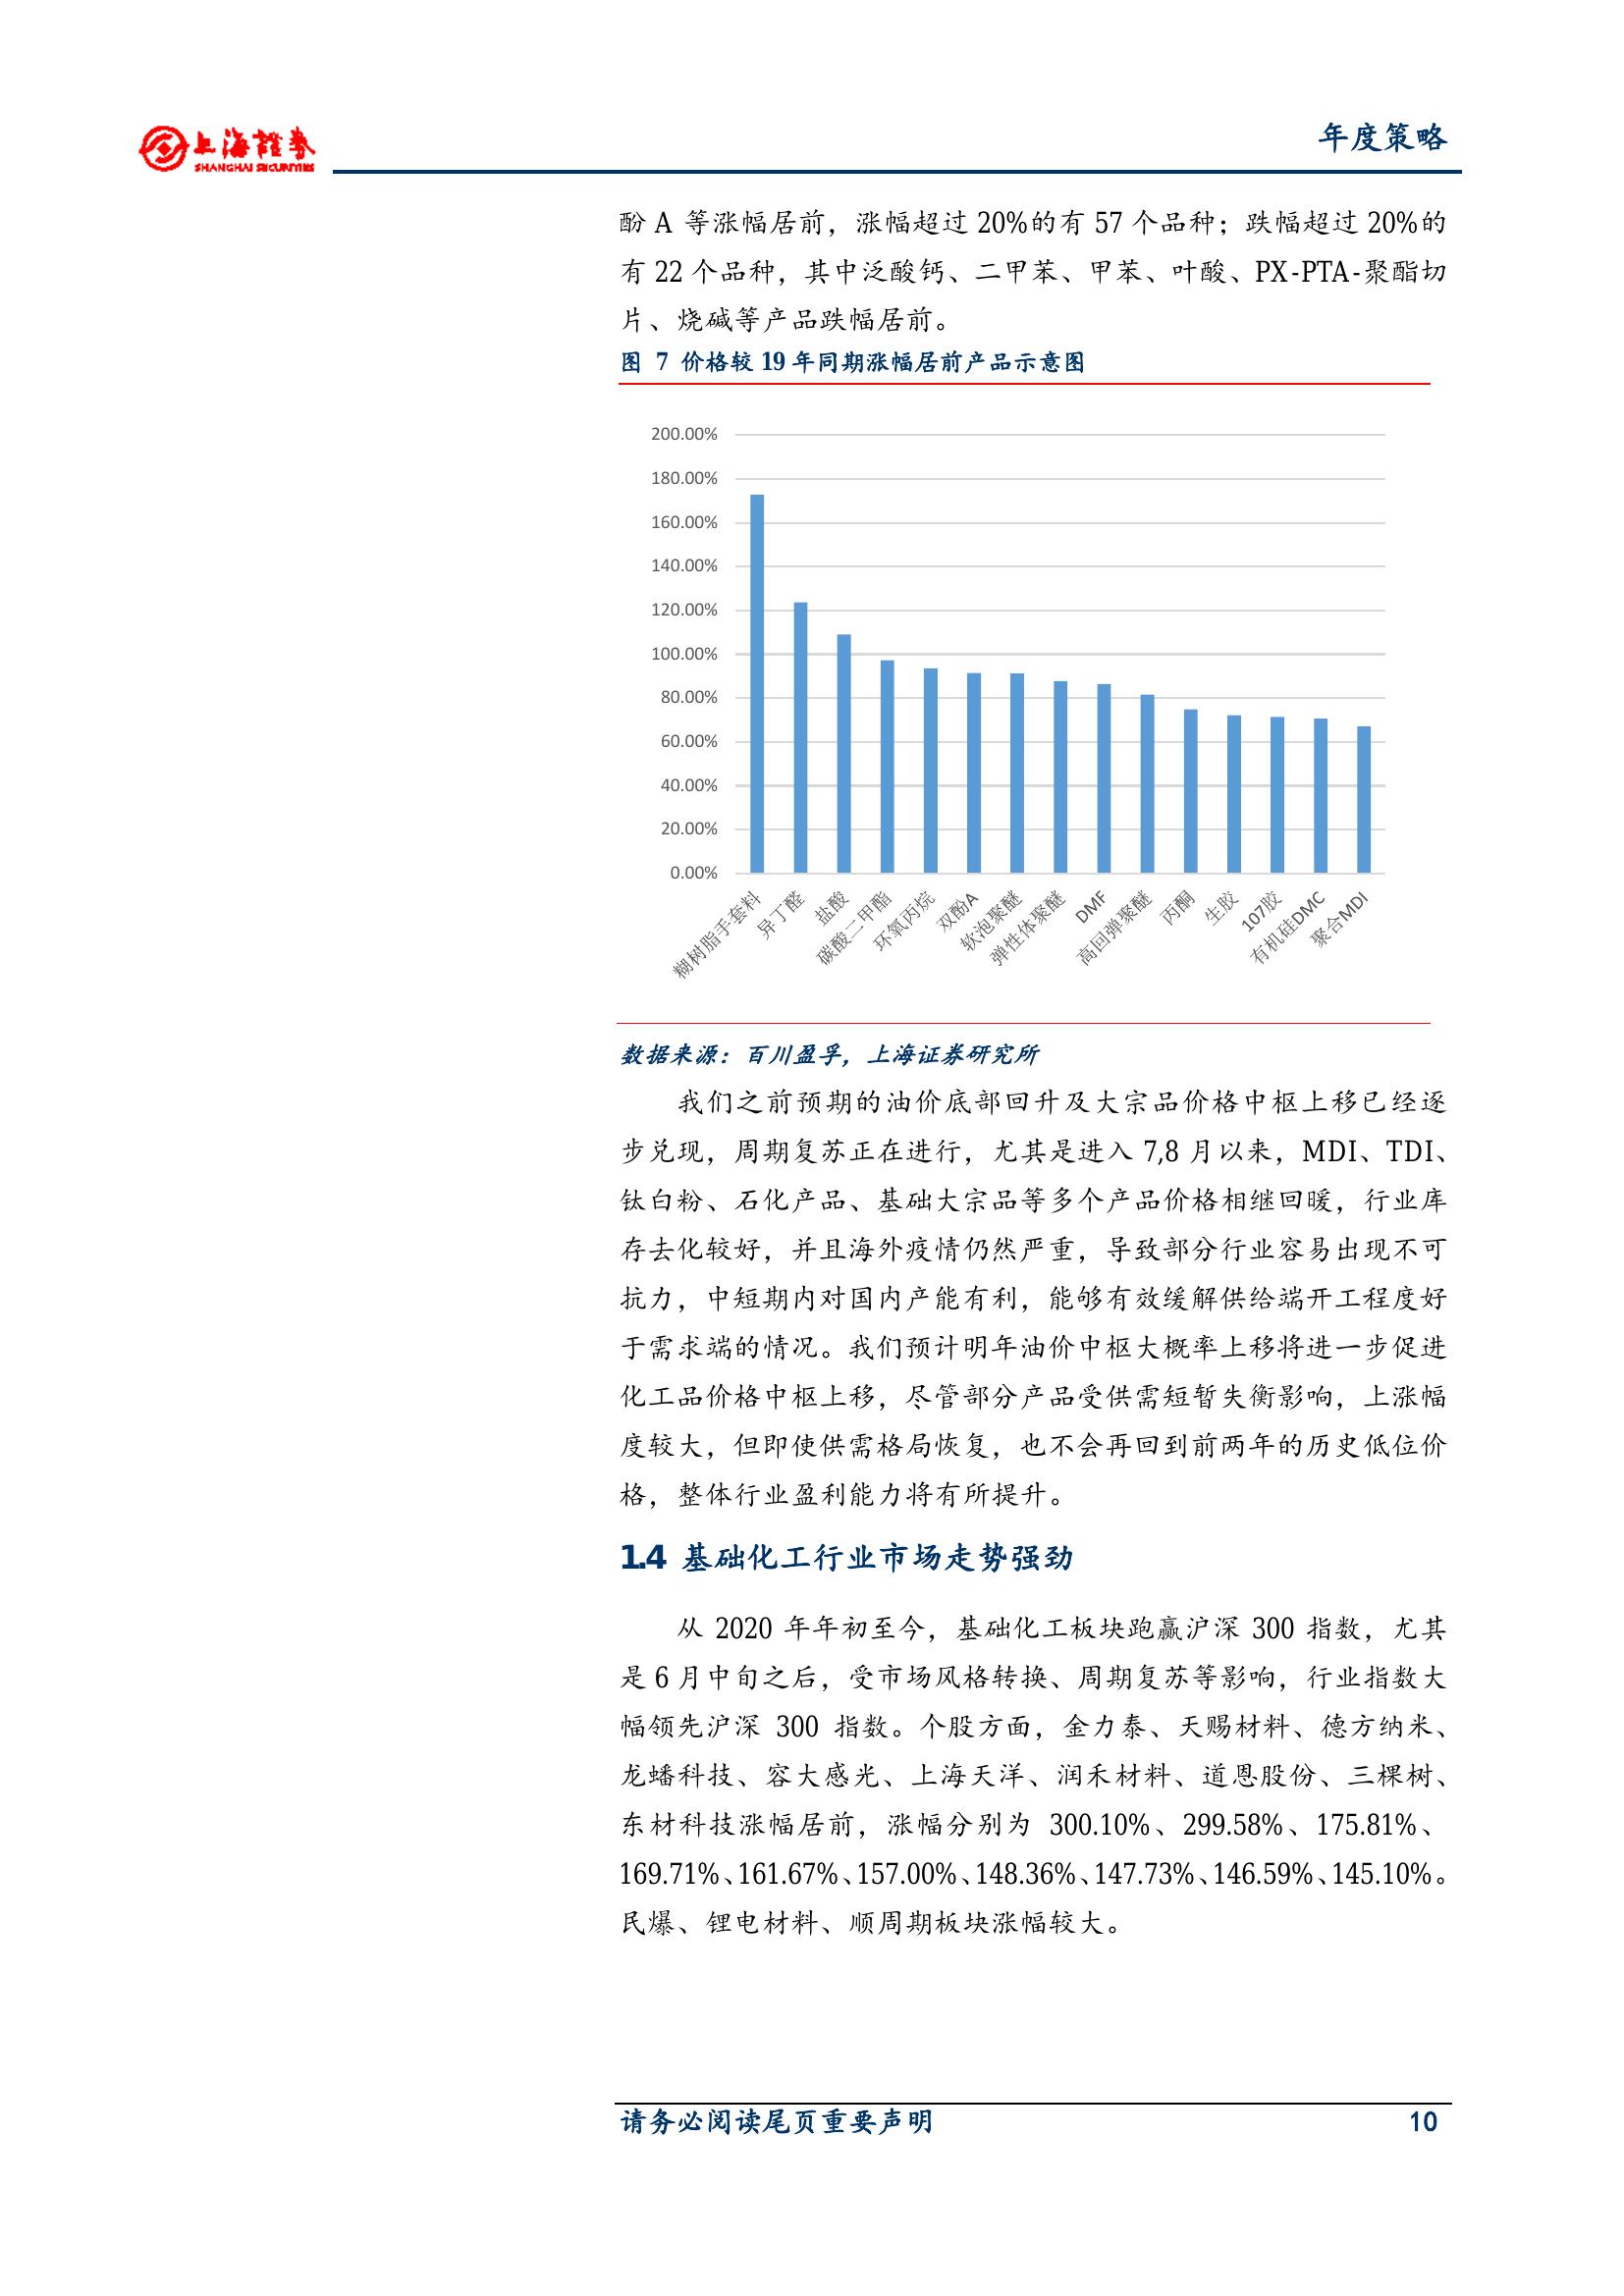 上海證券
SHANGHAI SECURITIES
年度策略
酚 A 等涨幅居前，涨幅超过 20%的有 57 个品种；跌幅超过 20%的
有 22 个品种，其中泛酸钙、二甲苯、甲苯、叶酸、PX-PTA-聚酯切
片、烧碱等产品跌幅居前。
图 7 价格较 19 年同期涨幅居前产品示意图
200.00%
180.00%
160.00%
140.00%
120.00%
100.00%
80.00%
60.00%
40.00%
20.00%
0.00%
糊树脂手套料
异丁醛
盐酸
碳酸二甲酯
环氧丙烷
双酚A
软泡聚醚
弹性体聚醚
DMF
高回弹聚醚
丙酮
生胶
107胶
有机硅DMC
聚合MDI
数据来源：百川盈孚，上海证券研究所
我们之前预期的油价底部回升及大宗品价格中枢上移已经逐
步兑现，周期复苏正在进行，尤其是进入 7,8 月以来，MDI、TDI、
钛白粉、石化产品、基础大宗品等多个产品价格相继回暖，行业库
存去化较好，并且海外疫情仍然严重，导致部分行业容易出现不可
抗力，中短期内对国内产能有利，能够有效缓解供给端开工程度好
于需求端的情况。我们预计明年油价中枢大概率上移将进一步促进
化工品价格中枢上移，尽管部分产品受供需短暂失衡影响，上涨幅
度较大，但即使供需格局恢复，也不会再回到前两年的历史低位价
格，整体行业盈利能力将有所提升。
1.4 基础化工行业市场走势强劲
从 2020 年年初至今，基础化工板块跑赢沪深 300 指数，尤其
是 6 月中旬之后，受市场风格转换、周期复苏等影响，行业指数大
幅领先沪深 300 指数。个股方面，金力泰、天赐材料、德方纳米、
龙蟠科技、容大感光、上海天洋、润禾材料、道恩股份、三棵树、
东材科技涨幅居前，涨幅分别为 300.10%、299.58%、175.81%、
169.71%、161.67%、157.00%、148.36%、147.73%、146.59%、145.10%。
民爆、锂电材料、顺周期板块涨幅较大。
请务必阅读尾页重要声明
10